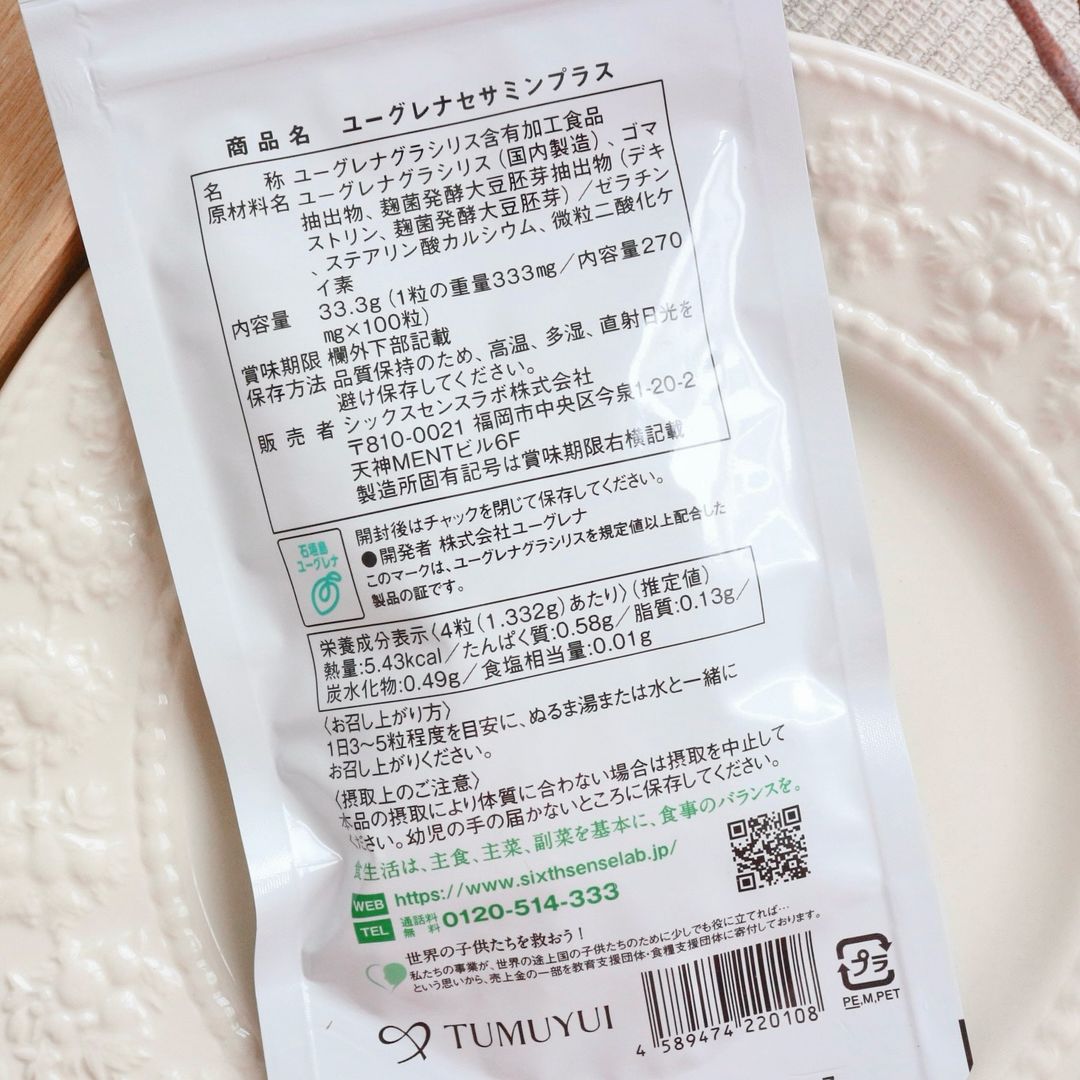 商品名 ユーグレナセサミンプラス
名称 ユーグレナグラシリス含有加工食品
原材料名 ユーグレナグラシリス(国内製造)、ゴマ
抽出物、麹菌発酵大豆胚芽抽出物(デキ
ストリン、麹菌発酵大豆胚芽)/ゼラチン
、ステアリン酸カルシウム、微粒二酸化ケ
イ素
内容量 33.3g(1粒の重量333mg/内容量270
mg×100粒)
賞味期限 欄外下部記載
保存方法 品質保持のため、高温、多湿、直射日光を
避け保存してください。
販売者 シックスセンスラボ株式会社
〒810-0021 福岡市中央区今泉1-20-2
天神MENTビル6F
製造所固有記号は賞味期限右横記載
開封後はチャックを閉じて保存してください。
石垣島
ユーグレナ
●開発者 株式会社ユーグレナ
このマークは、ユーグレナグラシリスを規定値以上配合した
製品の証です。
栄養成分表示〈4粒(1.332g)あたり〉(推定値)
熱量:5.43kcal/たんぱく質:0.58g/脂質:0.13g/
炭水化物:0.49g/食塩相当量:0.01g
〈お召し上がり方〉
1日3〜5粒程度を目安に、ぬるま湯または水と一緒に
お召し上がりください。
〈摂取上のご注意〉
本品の摂取により体質に合わない場合は摂取を中止して
ください。幼児の手の届かないところに保存してください。
食生活は、主食、主菜、副菜を基本に、食事のバランスを。
WEB https://www.sixthsenselab.jp/
TEL 通話料無料 0120-514-333
世界の子供たちを救おう!
私たちの事業が、世界の途上国の子供たちのために少しでも役に立てれば…
という思いから、売上金の一部を教育支援団体・食糧支援団体に寄付しております。
TUMUYUI
4 589474 220108
プラ
PE,M,PET